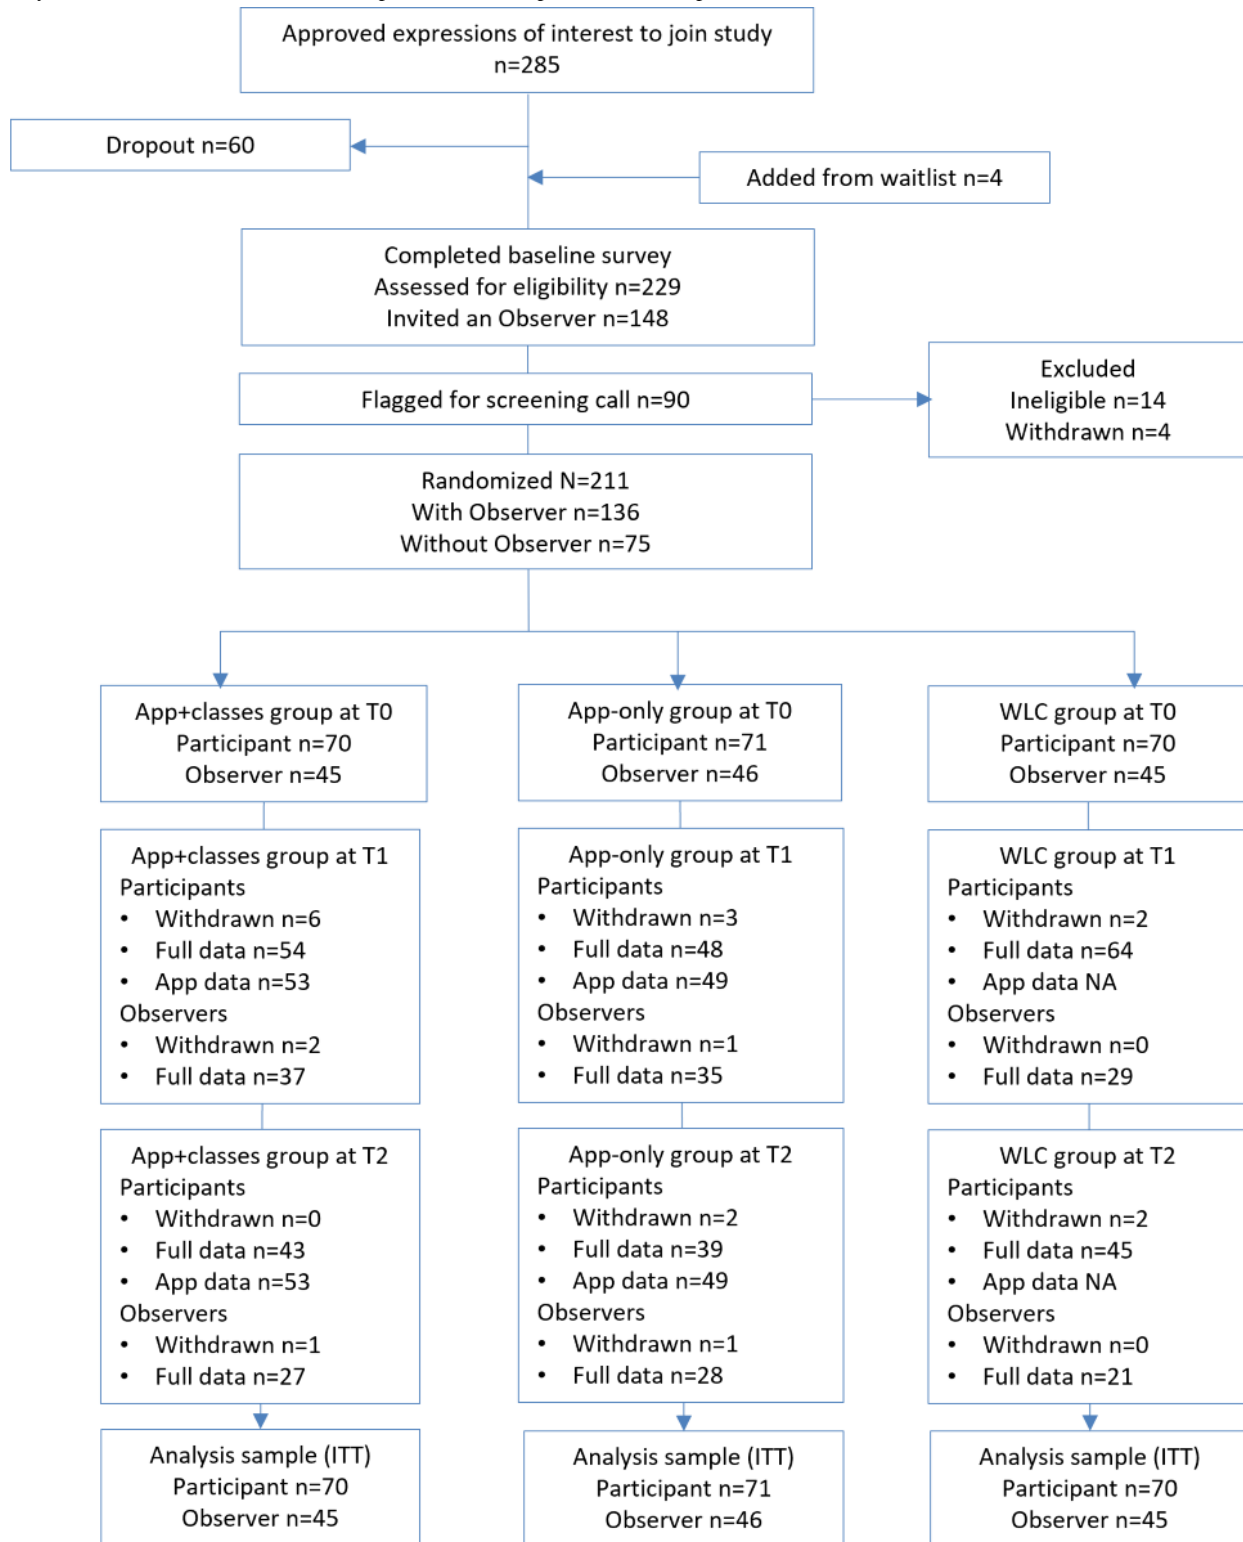 Approved expressions of interest to join study
n=285
Dropout n=60
Added from waitlist n=4
Completed baseline survey
Assessed for eligibility n=229
Invited an Observer n=148
Flagged for screening call n=90
Excluded
Ineligible n=14
Withdrawn n=4
Randomized N=211
With Observer n=136
Without Observer n=75
App+classes group at T0
Participant n=70
Observer n=45
App-only group at T0
Participant n=71
Observer n=46
WLC group at T0
Participant n=70
Observer n=45
App+classes group at T1
Participants
• Withdrawn n=6
• Full data n=54
• App data n=53
Observers
• Withdrawn n=2
• Full data n=37
App-only group at T1
Participants
• Withdrawn n=3
• Full data n=48
• App data n=49
Observers
• Withdrawn n=1
• Full data n=35
WLC group at T1
Participants
• Withdrawn n=2
• Full data n=64
• App data NA
Observers
• Withdrawn n=0
• Full data n=29
App+classes group at T2
Participants
• Withdrawn n=0
• Full data n=43
• App data n=53
Observers
• Withdrawn n=1
• Full data n=27
App-only group at T2
Participants
• Withdrawn n=2
• Full data n=39
• App data n=49
Observers
• Withdrawn n=1
• Full data n=28
WLC group at T2
Participants
• Withdrawn n=2
• Full data n=45
• App data NA
Observers
• Withdrawn n=0
• Full data n=21
Analysis sample (ITT)
Participant n=70
Observer n=45
Analysis sample (ITT)
Participant n=71
Observer n=46
Analysis sample (ITT)
Participant n=70
Observer n=45